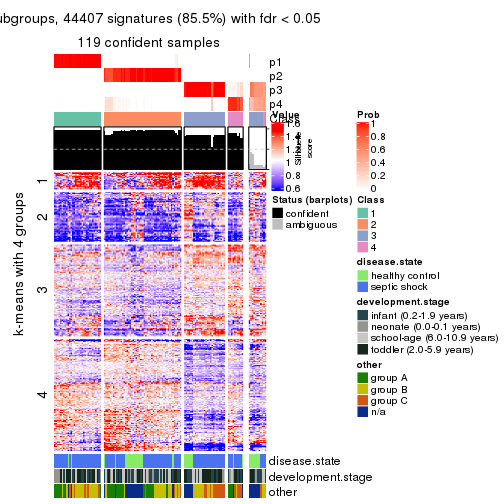 ubgroups, 44407 signatures (85.5%) with fdr < 0.05
119 confident samples
p1
p2
p3
p4
Class
k-means with 4 groups
1
2
3
4
Value
1.6
1.4
1.2
1
0.8
0.6
Silhouette
score
Status (barplots)
confident
ambiguous
Prob
1
0.8
0.6
0.4
0.2
0
Class
1
2
3
4
disease.state
healthy control
septic shock
development.stage
infant (0.2-1.9 years)
neonate (0.0-0.1 years)
school-age (6.0-10.9 years)
toddler (2.0-5.9 years)
other
group A
group B
group C
n/a
disease.state
development.stage
other